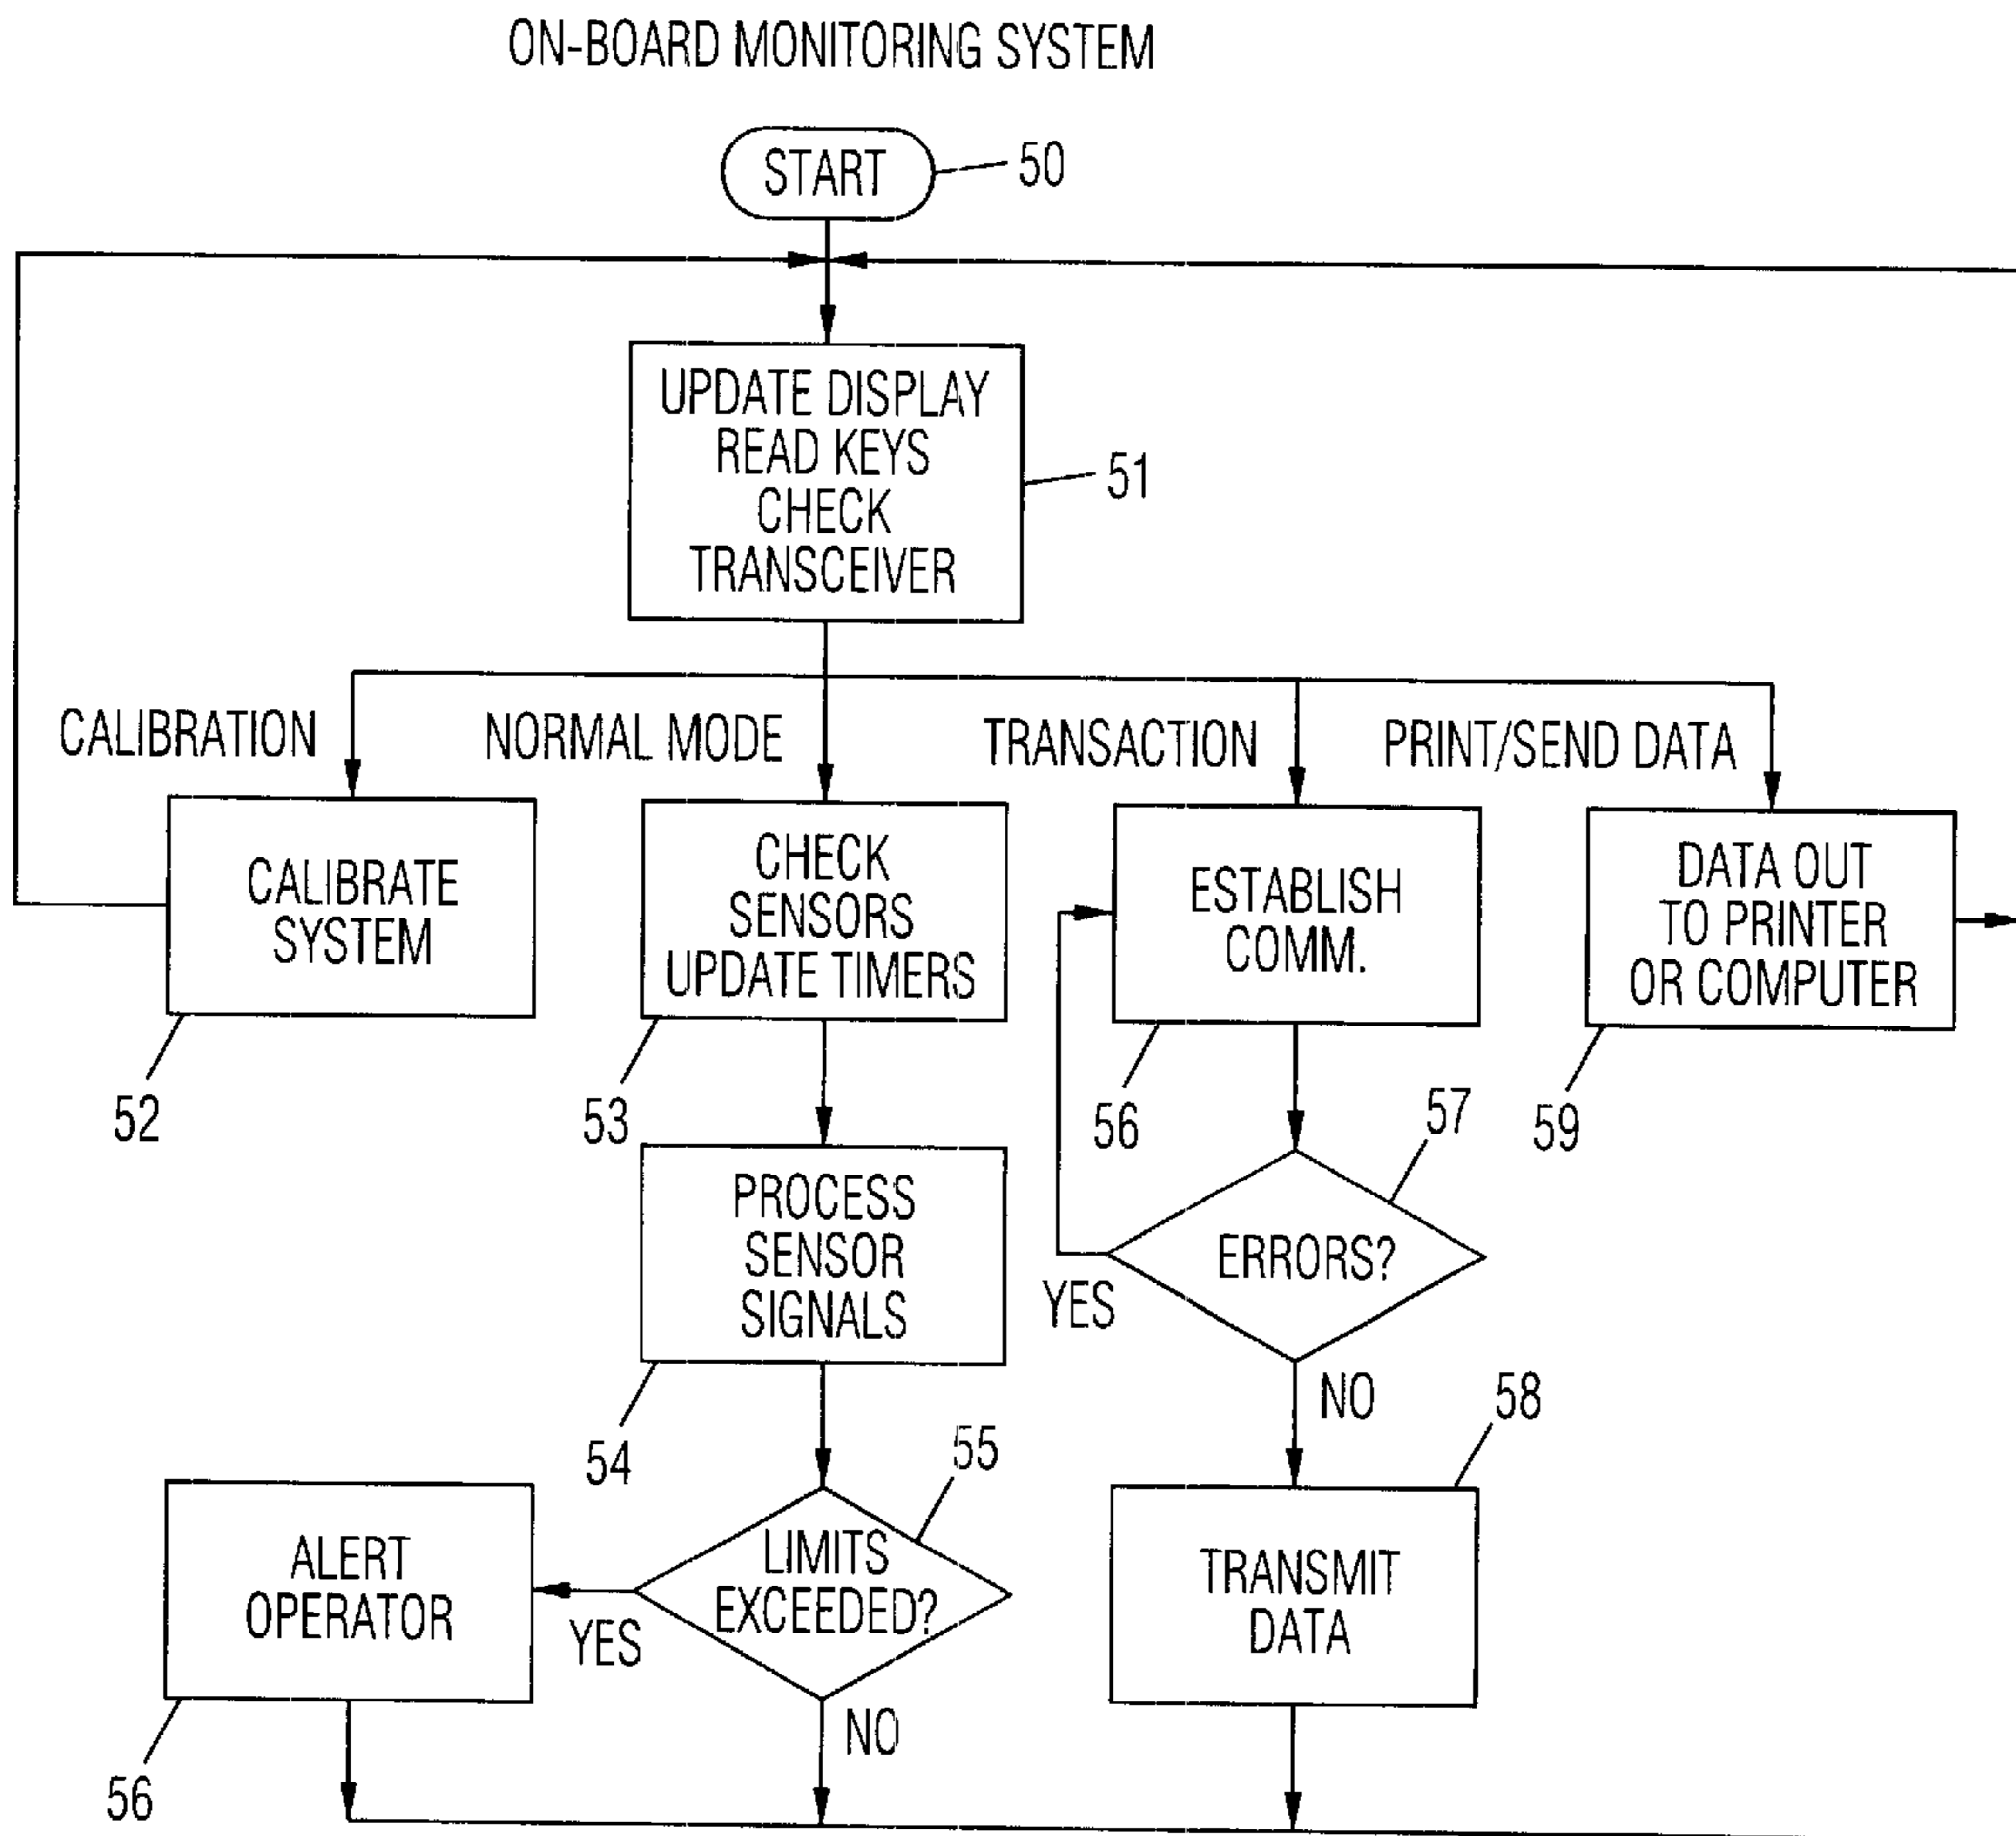 ON-BOARD MONITORING SYSTEM
START
50
UPDATE DISPLAY
READ KEYS
CHECK
TRANSCEIVER
51
CALIBRATION
NORMAL MODE
TRANSACTION
PRINT/SEND DATA
CALIBRATE
SYSTEM
52
CHECK
SENSORS
UPDATE TIMERS
53
ESTABLISH
COMM.
56
DATA OUT
TO PRINTER
OR COMPUTER
59
PROCESS
SENSOR
SIGNALS
54
ERRORS?
57
YES
NO
ALERT
OPERATOR
56
LIMITS
EXCEEDED?
55
YES
NO
TRANSMIT
DATA
58